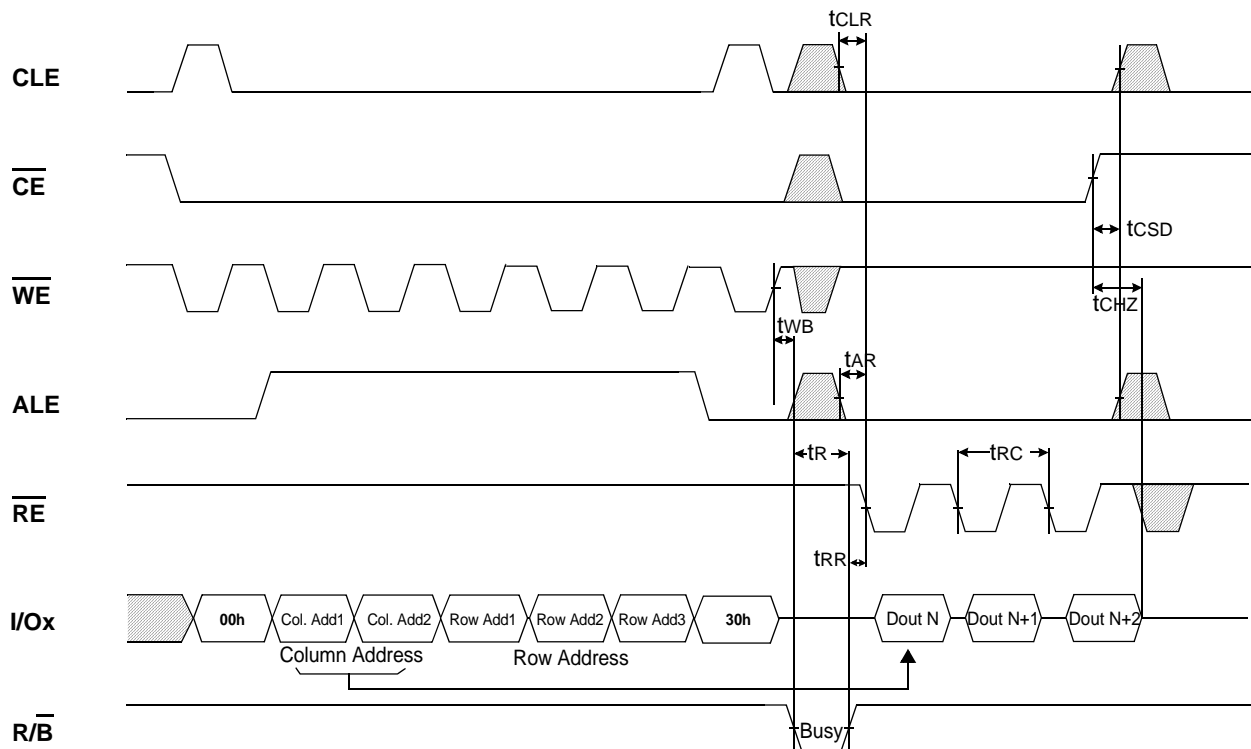 tCLR
CLE
CE
tCSD
WE
tCHZ
tWB
tAR
ALE
tR
tRC
RE
tRR
I/Ox
00h
Col. Add1
Col. Add2
Row Add1
Row Add2
Row Add3
30h
Dout N
Dout N+1
Dout N+2
Column Address
Row Address
R/B
Busy